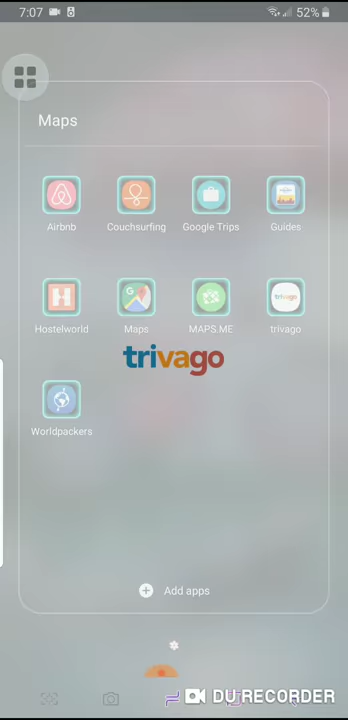 7:07 52%
Maps
Airbnb Couchsurfing Google Trips Guides
trivago
Hostelworld Maps MAPS.ME trivago
trivago
Worldpackers
Add apps
DU RECORDER